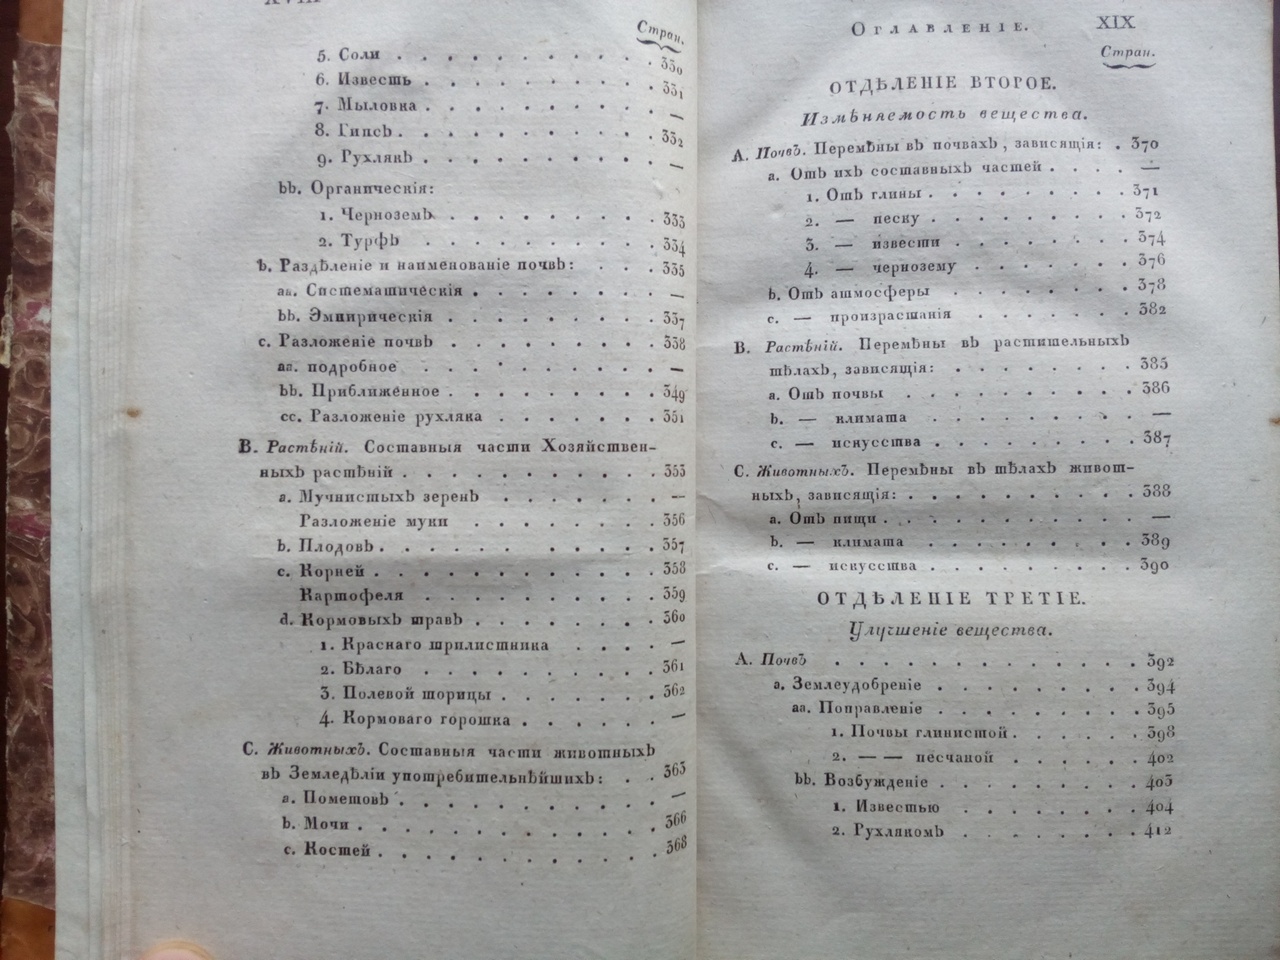 XVIII
Стран.
5. Соли . . . . . . . . . . . 330
6. Известь . . . . . . . . . . 331
7. Мыловка . . . . . . . . . . —
8. Гипсъ . . . . . . . . . . . 332
9. Рухлякъ . . . . . . . . . . —
bb. Органическія:
1. Черноземъ . . . . . . . . . 333
2. Турфъ . . . . . . . . . . 334
b. Раздѣленіе и наименованіе почвъ: . . . 335
aa. Систематическія . . . . . . . . —
bb. Эмпирическія . . . . . . . . . 337
c. Разложеніе почвъ . . . . . . . . . 338
aa. подробное . . . . . . . . . —
bb. Приближенное . . . . . . . . . 349
cc. Разложеніе рухляка . . . . . . . 351
B. Растѣній. Составныя части Хозяйствен-
ныхъ растѣній . . . . . . . . . . 353
a. Мучнистыхъ зеренъ . . . . . . . —
Разложеніе муки . . . . . . . . 356
b. Плодовъ . . . . . . . . . . . 357
c. Корней . . . . . . . . . . . . 358
Картофеля . . . . . . . . . . 359
d. Кормовыхъ травъ . . . . . . . . 360
1. Краснаго трилистника . . . . —
2. Бѣлаго . . . . . . . . . . 361
3. Полевой торицы . . . . . . . 362
4. Кормоваго горошка . . . . . . —
C. Животныхъ. Составныя части животныхъ
въ Земледѣліи употребительнѣйшихъ: . . 363
a. Пометовъ . . . . . . . . . . . —
b. Мочи . . . . . . . . . . . . 366
c. Костей . . . . . . . . . . . . 368
Оглавленіе. XIX
Стран.
ОТДѢЛЕНІЕ ВТОРОЕ.
Измѣняемость вещества.
A. Почвъ. Перемѣны въ почвахъ, зависящія: . 370
a. Отъ ихъ составныхъ частей . . . . —
1. Отъ глины . . . . . . . . 371
2. — песку . . . . . . . . . 372
3. — извести . . . . . . . . 374
4. — чернозему . . . . . . . 376
b. Отъ атмосферы . . . . . . . . 378
c. — произрастанія . . . . . . . 382
B. Растѣній. Перемѣны въ растительныхъ
тѣлахъ, зависящія: . . . . . . . . 385
a. Отъ почвы . . . . . . . . . . 386
b. — климата . . . . . . . . . —
c. — искусства . . . . . . . . . 387
C. Животныхъ. Перемѣны въ тѣлахъ живот-
ныхъ, зависящія: . . . . . . . . . . 388
a. Отъ пищи . . . . . . . . . . . —
b. — климата . . . . . . . . . 389
c. — искусства . . . . . . . . . 390
ОТДѢЛЕНІЕ ТРЕТІЕ.
Улучшеніе вещества.
A. Почвъ . . . . . . . . . . . . . 392
a. Землеудобреніе . . . . . . . . . 394
aa. Поправленіе . . . . . . . . . 395
1. Почвы глинистой . . . . . . 398
2. — — песчаной . . . . . . 402
bb. Возбужденіе . . . . . . . . . 403
1. Известью . . . . . . . . 404
2. Рухлякомъ . . . . . . . . 412